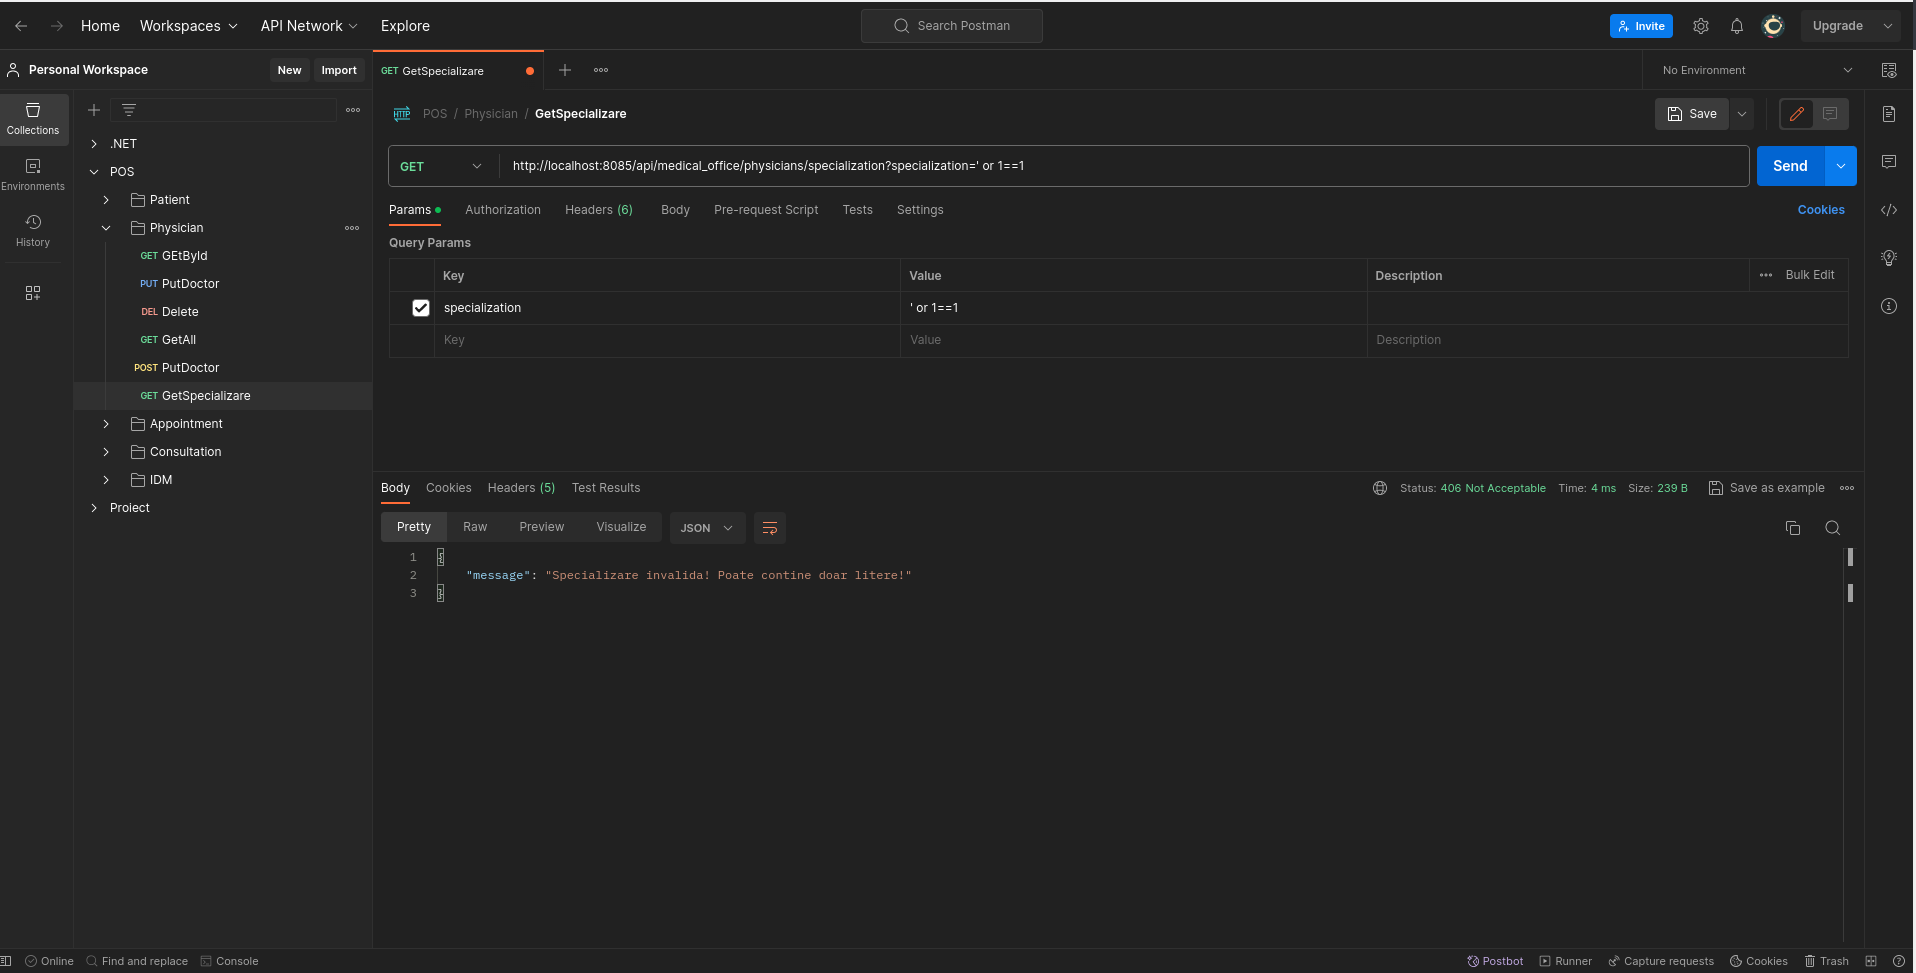 Home Workspaces API Network Explore Search Postman Invite Upgrade
Personal Workspace New Import GET GetSpecializare No Environment
POS / Physician / GetSpecializare Save
Collections
Environments
History
.NET
POS
Patient
Physician
GET GEtById
PUT PutDoctor
DEL Delete
GET GetAll
POST PutDoctor
GET GetSpecializare
Appointment
Consultation
IDM
Project
GET http://localhost:8085/api/medical_office/physicians/specialization?specialization=' or 1==1 Send
Params Authorization Headers (6) Body Pre-request Script Tests Settings Cookies
Query Params
Key Value Description Bulk Edit
specialization ' or 1==1
Key Value Description
Body Cookies Headers (5) Test Results Status: 406 Not Acceptable Time: 4 ms Size: 239 B Save as example
Pretty Raw Preview Visualize JSON
1 {
2 "message": "Specializare invalida! Poate contine doar litere!"
3 }
Online Find and replace Console Postbot Runner Capture requests Cookies Trash